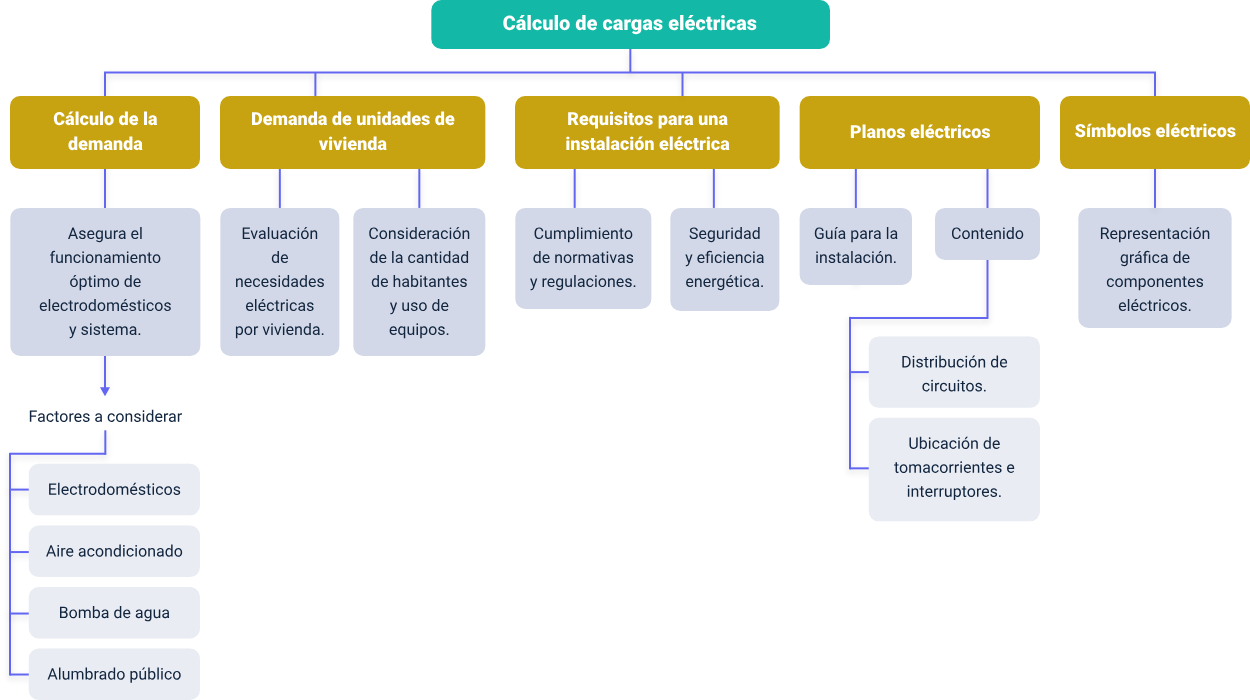 Cálculo de cargas eléctricas
Cálculo de la
demanda
Asegura el
funcionamiento
óptimo de
electrodomésticos
y sistema.
Factores a considerar
Electrodomésticos
Aire acondicionado
Bomba de agua
Alumbrado público
Demanda de unidades de
vivienda
Evaluación
de
necesidades
eléctricas
por vivienda.
Consideración
de la cantidad
de habitantes
y uso de
equipos.
Requisitos para una
instalación eléctrica
Cumplimiento
de normativas
y regulaciones.
Seguridad
y eficiencia
energética.
Planos eléctricos
Guía para la
instalación.
Contenido
Distribución de
circuitos.
Ubicación de
tomacorrientes e
interruptores.
Símbolos eléctricos
Representación
gráfica de
componentes
eléctricos.